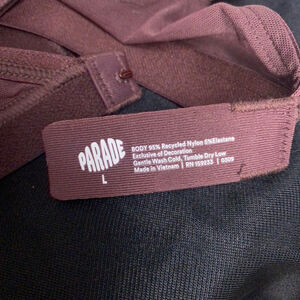 PARADE
L
BODY 95% Recycled Nylon 5% Elastane
Exclusive of Decoration
Gentle Wash Cold, Tumble Dry Low
Made in Vietnam | RN 159233 | 0009